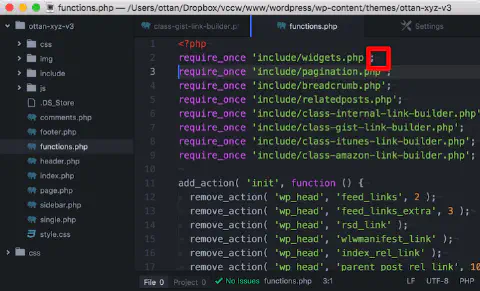 functions.php — /Users/ottan/Dropbox/vccw/www/wordpress/wp-content/themes/ottan-xyz-v3
ottan-xyz-v3
css
img
include
js
.DS_Store
comments.php
footer.php
functions.php
header.php
index.php
page.php
sidebar.php
single.php
style.css
css
class-gist-link-builder.p
functions.php
Settings
1 <?php
2 require_once 'include/widgets.php';
3 require_once 'include/pagination.php';
4 require_once 'include/breadcrumb.php';
5 require_once 'include/relatedposts.php';
6 require_once 'include/class-internal-link-builder.php';
7 require_once 'include/class-gist-link-builder.php';
8 require_once 'include/class-itunes-link-builder.php';
9 require_once 'include/class-amazon-link-builder.php';
10
11 add_action( 'init', function () {
12 remove_action( 'wp_head', 'feed_links', 2 );
13 remove_action( 'wp_head', 'feed_links_extra', 3 );
14 remove_action( 'wp_head', 'rsd_link' );
15 remove_action( 'wp_head', 'wlwmanifest_link' );
16 remove_action( 'wp_head', 'index_rel_link' );
17 remove_action( 'wp_head', 'parent_post_rel_link', 10
File 0 Project 0 No Issues functions.php 3:1 LF UTF-8 PHP